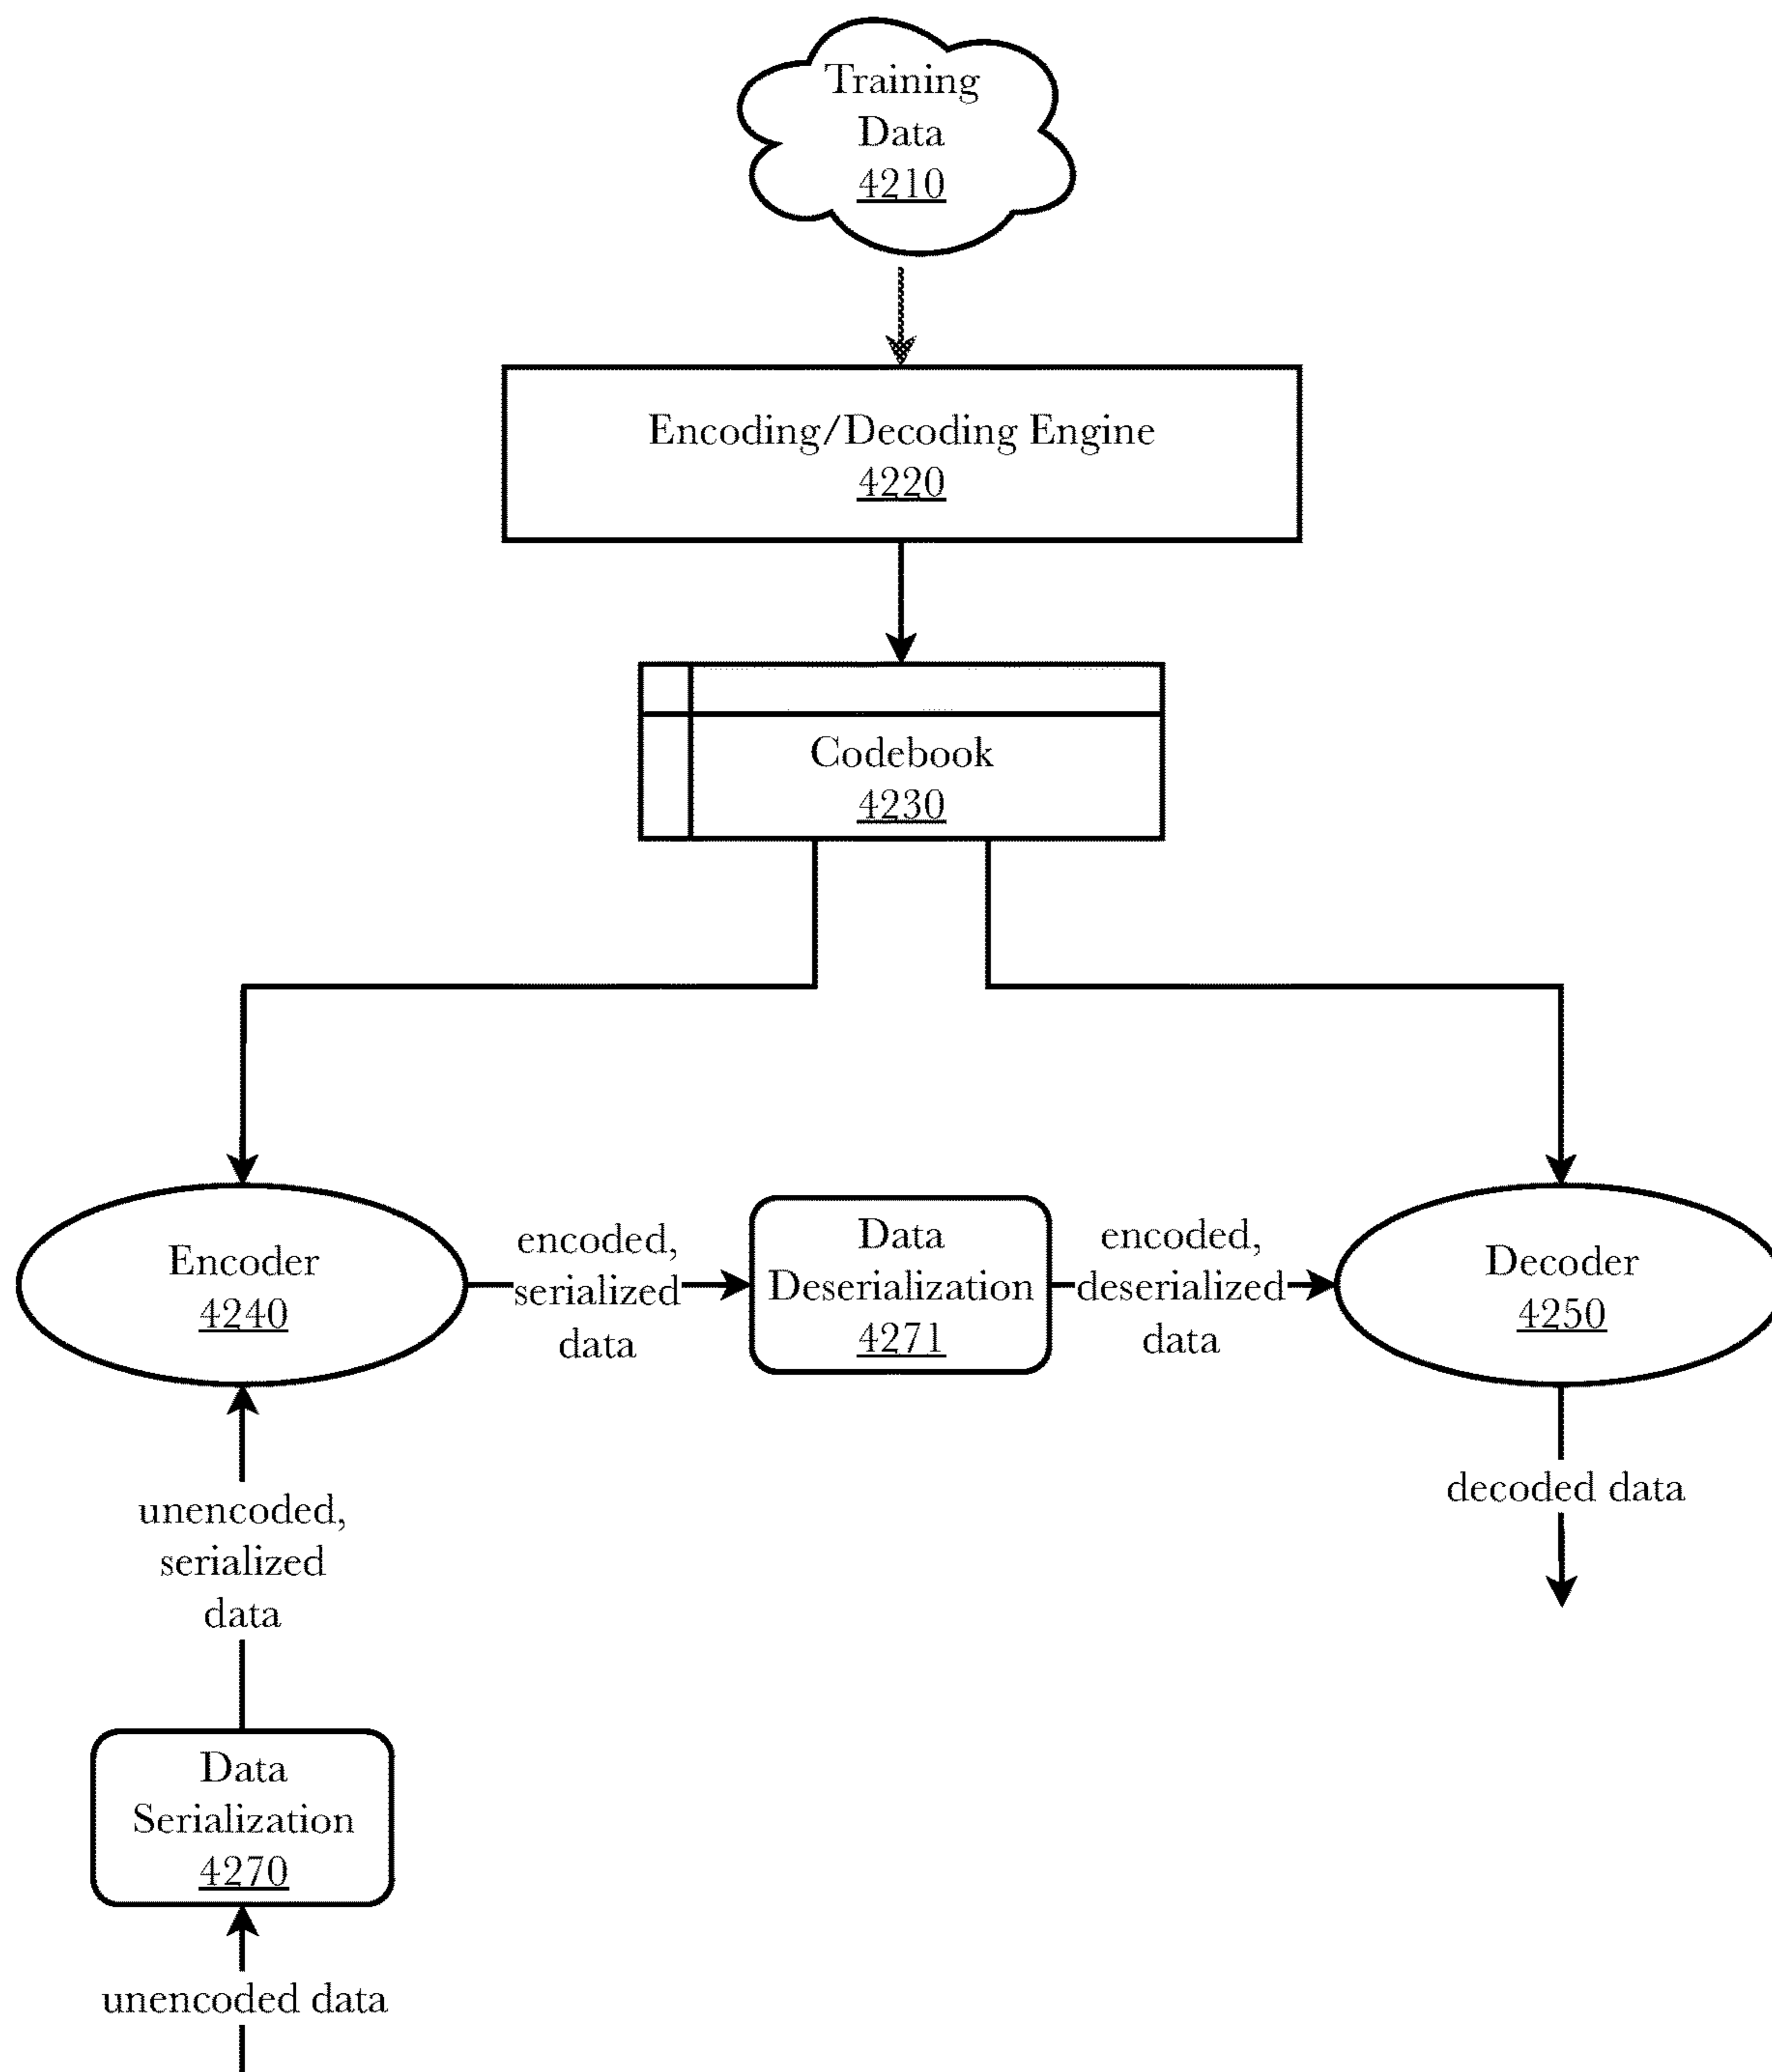 Training
Data
4210
Encoding/Decoding Engine
4220
Codebook
4230
Encoder
4240
encoded,
serialized
data
Data
Deserialization
4271
encoded,
deserialized
data
Decoder
4250
unencoded,
serialized
data
decoded data
Data
Serialization
4270
unencoded data